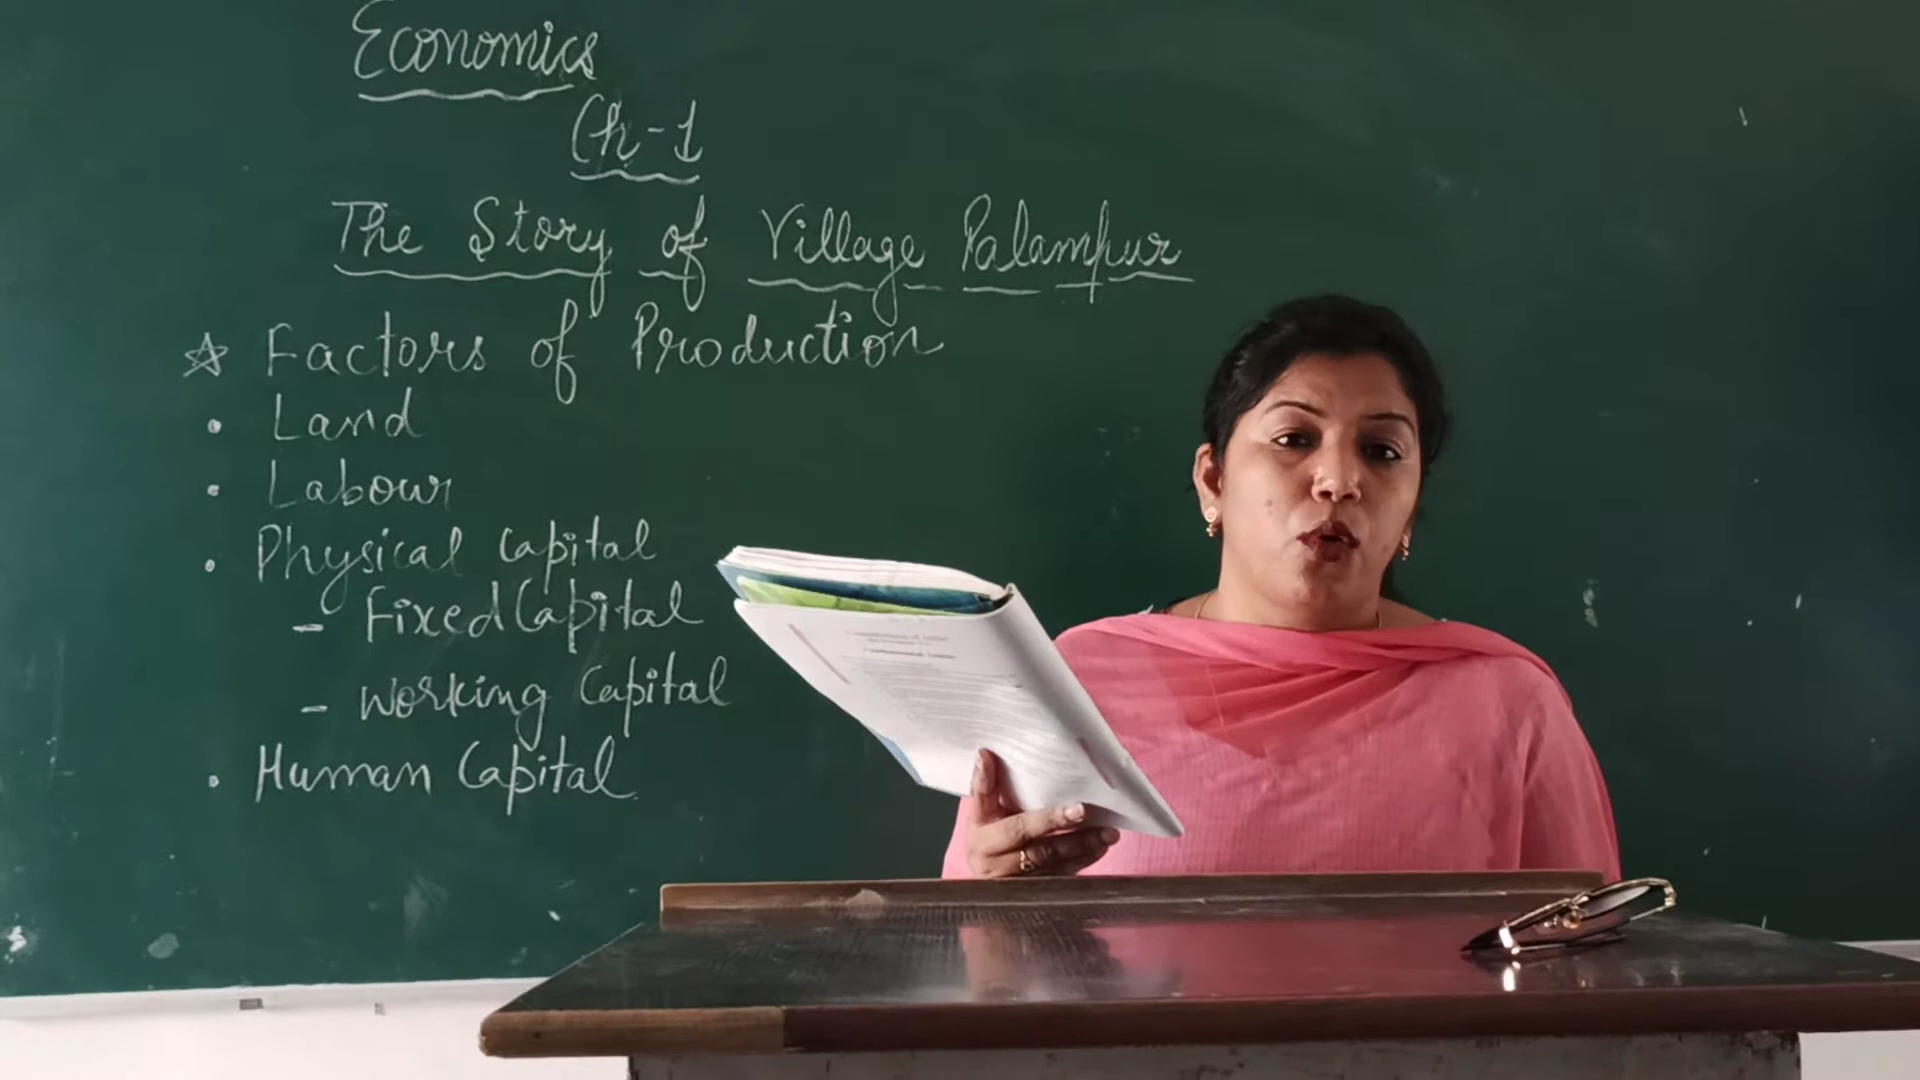 Economics
Ch-1
The Story of Village Palampur
☆ Factors of Production
• Land
• Labour
• Physical Capital
- Fixed Capital
- Working Capital
• Human Capital